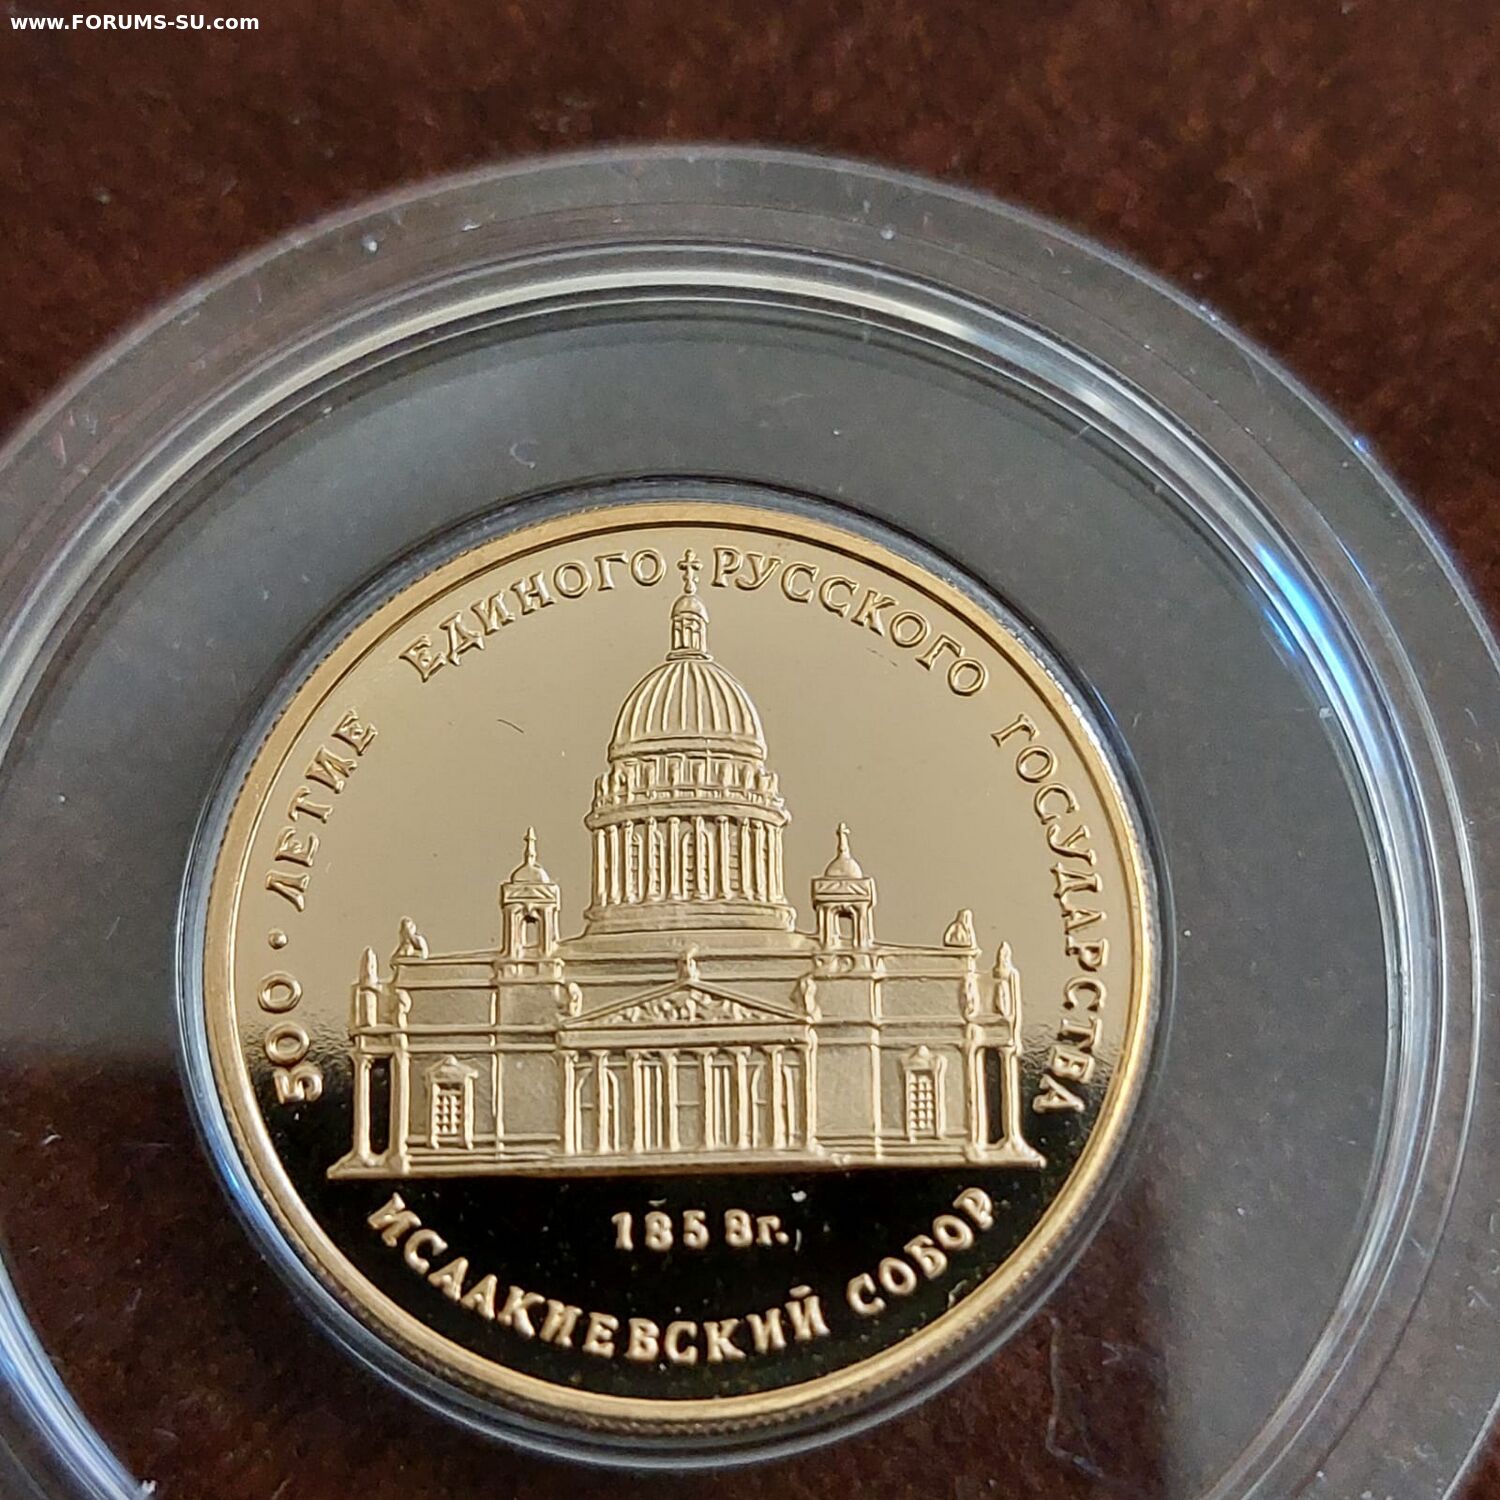 www.FORUMS-SU.com
500 · ЛЕТИЕ ЕДИНОГО РУССКОГО ГОСУДАРСТВА
1858г.
ИСААКИЕВСКИЙ СОБОР